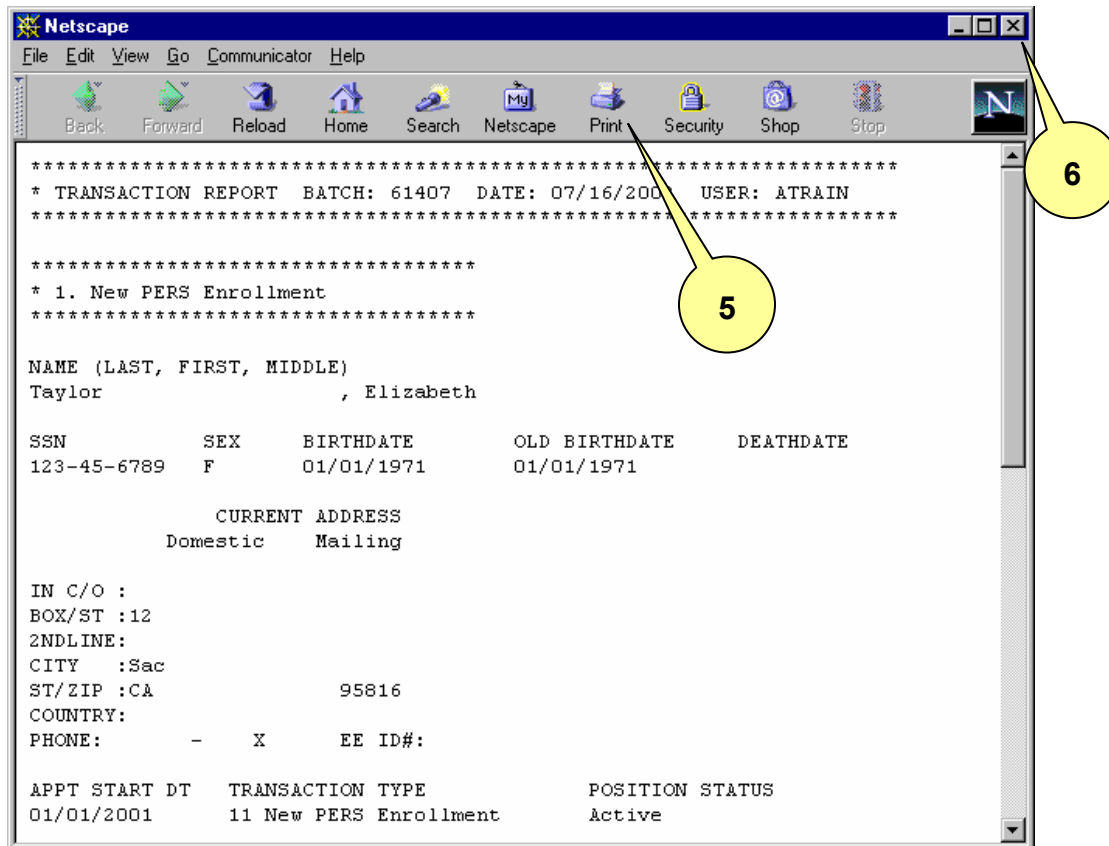 Netscape
File Edit View Go Communicator Help
Back Forward Reload Home Search My Netscape Print Security Shop Stop N
6
***********************************************************************
* TRANSACTION REPORT BATCH: 61407 DATE: 07/16/200 USER: ATRAIN
***********************************************************************
************************************
* 1. New PERS Enrollment
************************************
5
NAME (LAST, FIRST, MIDDLE)
Taylor , Elizabeth
SSN SEX BIRTHDATE OLD BIRTHDATE DEATHDATE
123-45-6789 F 01/01/1971 01/01/1971
CURRENT ADDRESS
Domestic Mailing
IN C/O :
BOX/ST :12
2NDLINE:
CITY :Sac
ST/ZIP :CA 95816
COUNTRY:
PHONE: - X EE ID#:
APPT START DT TRANSACTION TYPE POSITION STATUS
01/01/2001 11 New PERS Enrollment Active